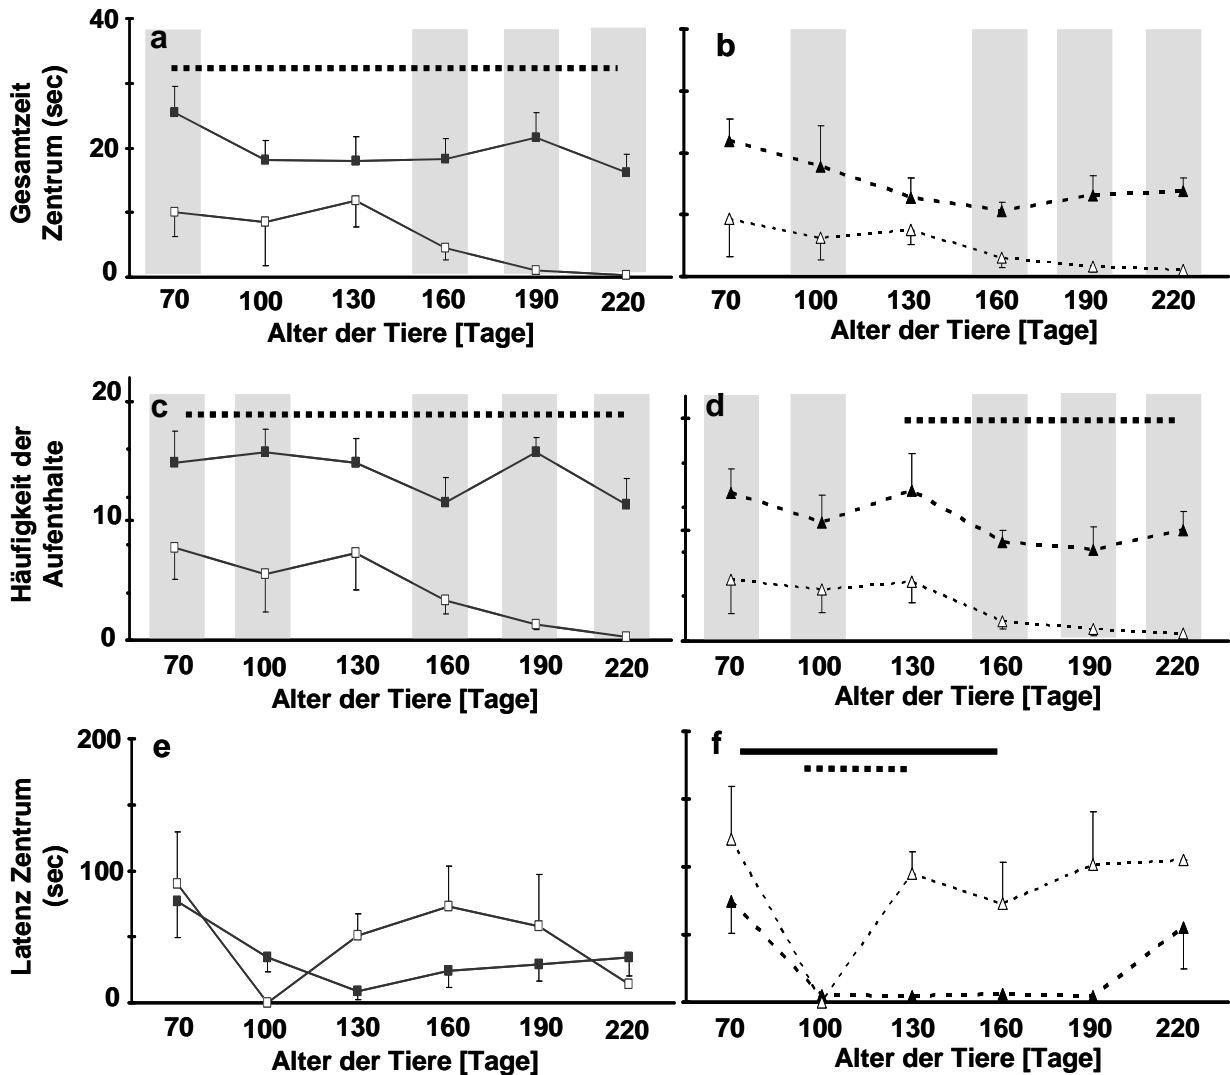 Gesamtzeit
Zentrum (sec)
40
20
0
a
70 100 130 160 190 220
Alter der Tiere [Tage]
b
70 100 130 160 190 220
Alter der Tiere [Tage]
Häufigkeit der
Aufenthalte
20
10
0
c
70 100 130 160 190 220
Alter der Tiere [Tage]
d
70 100 130 160 190 220
Alter der Tiere [Tage]
Latenz Zentrum
(sec)
200
100
0
e
70 100 130 160 190 220
Alter der Tiere [Tage]
f
70 100 130 160 190 220
Alter der Tiere [Tage]